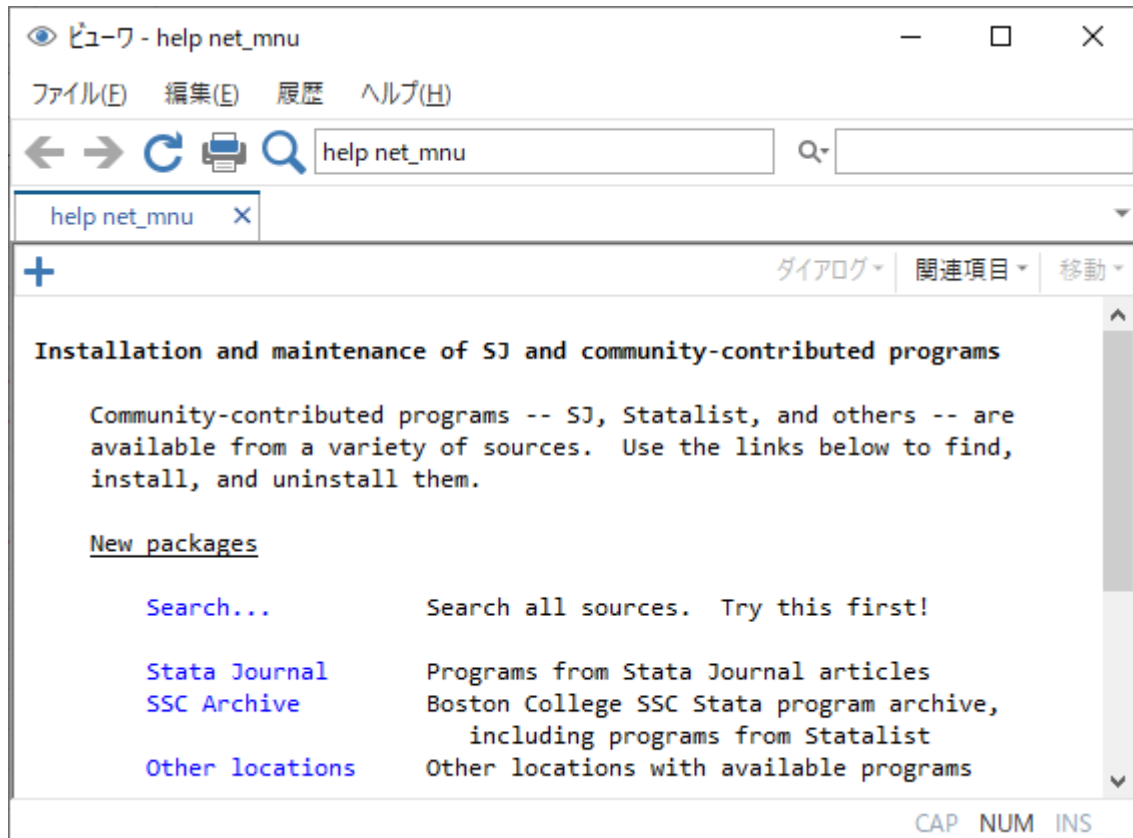 ビューワ - help net_mnu
ファイル(F) 編集(E) 履歴 ヘルプ(H)
help net_mnu
help net_mnu
ダイアログ 関連項目 移動
Installation and maintenance of SJ and community-contributed programs
Community-contributed programs -- SJ, Statalist, and others -- are
available from a variety of sources.  Use the links below to find,
install, and uninstall them.
New packages
Search... Search all sources.  Try this first!
Stata Journal Programs from Stata Journal articles
SSC Archive Boston College SSC Stata program archive,
including programs from Statalist
Other locations Other locations with available programs
CAP NUM INS